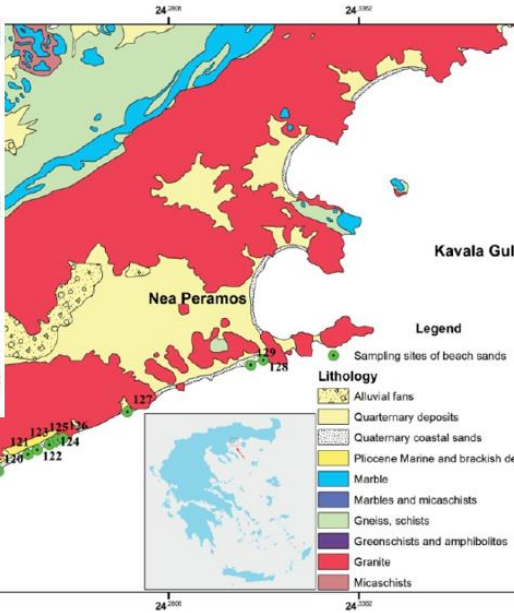 24.2808 24.3362
Kavala Gul
Nea Peramos
Legend
Sampling sites of beach sands
Lithology
Alluvial fans
Quaternary deposits
Quaternary coastal sands
Pliocene Marine and brackish de
Marble
Marbles and micaschists
Gneiss, schists
Greenschists and amphibolites
Granite
Micaschists
129
128
127
123 125 126
121 124
120 122
24.2808 24.3362